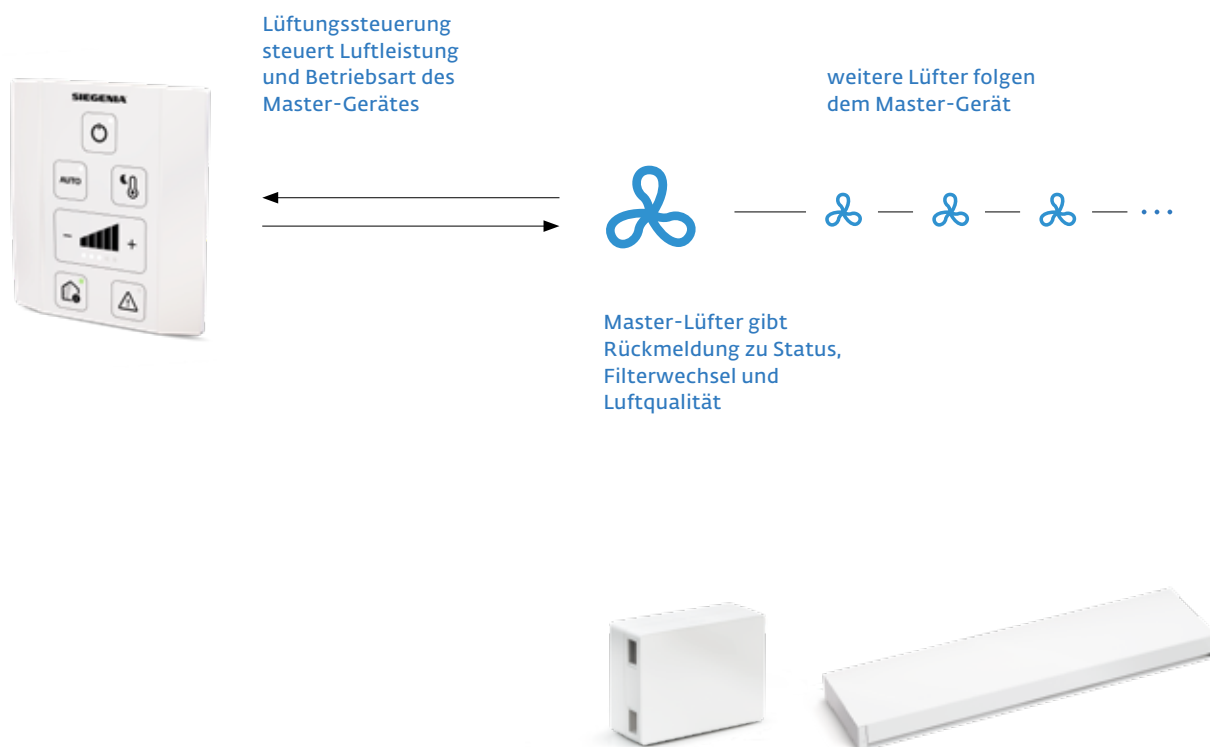 Lüftungssteuerung
steuert Luftleistung
und Betriebsart des
Master-Gerätes
weitere Lüfter folgen
dem Master-Gerät
SIEGENIA
AUTO
- +
Master-Lüfter gibt
Rückmeldung zu Status,
Filterwechsel und
Luftqualität